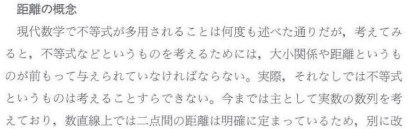 距離の概念
現代数学で不等式が多用されることは何度も述べた通りだが，考えてみ
ると，不等式などというものを考えるためには，大小関係や距離というも
のが前もって与えられていなければならない。実際，それなしでは不等式
というものは考えることすらできない。今までは主として実数の数列を考
えており，数直線上では二点間の距離は明確に定まっているため，別に改